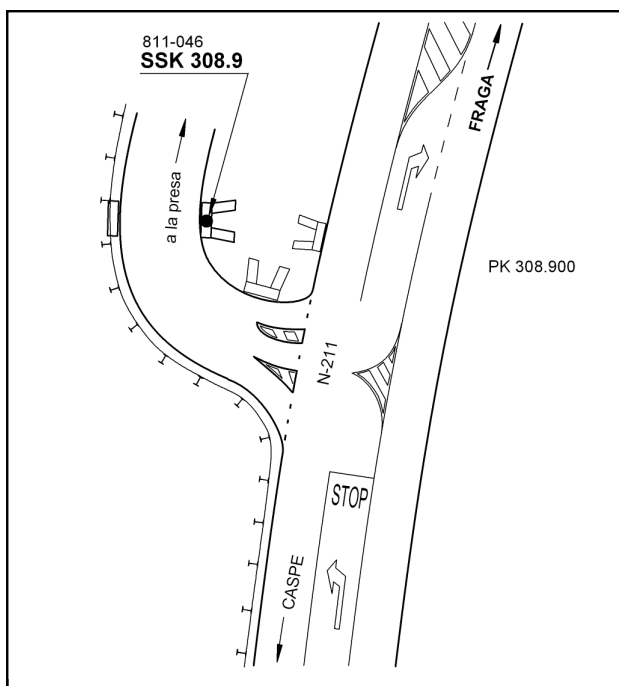 811-046
SSK 308.9
a la presa
FRAGA
PK 308.900
N-211
STOP
CASPE